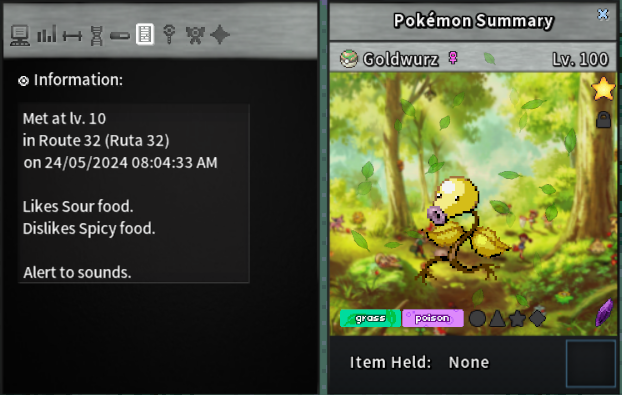 Information:
Met at lv. 10
in Route 32 (Ruta 32)
on 24/05/2024 08:04:33 AM
Likes Sour food.
Dislikes Spicy food.
Alert to sounds.
Pokémon Summary
Goldwurz
Lv. 100
grass
poison
Item Held: None